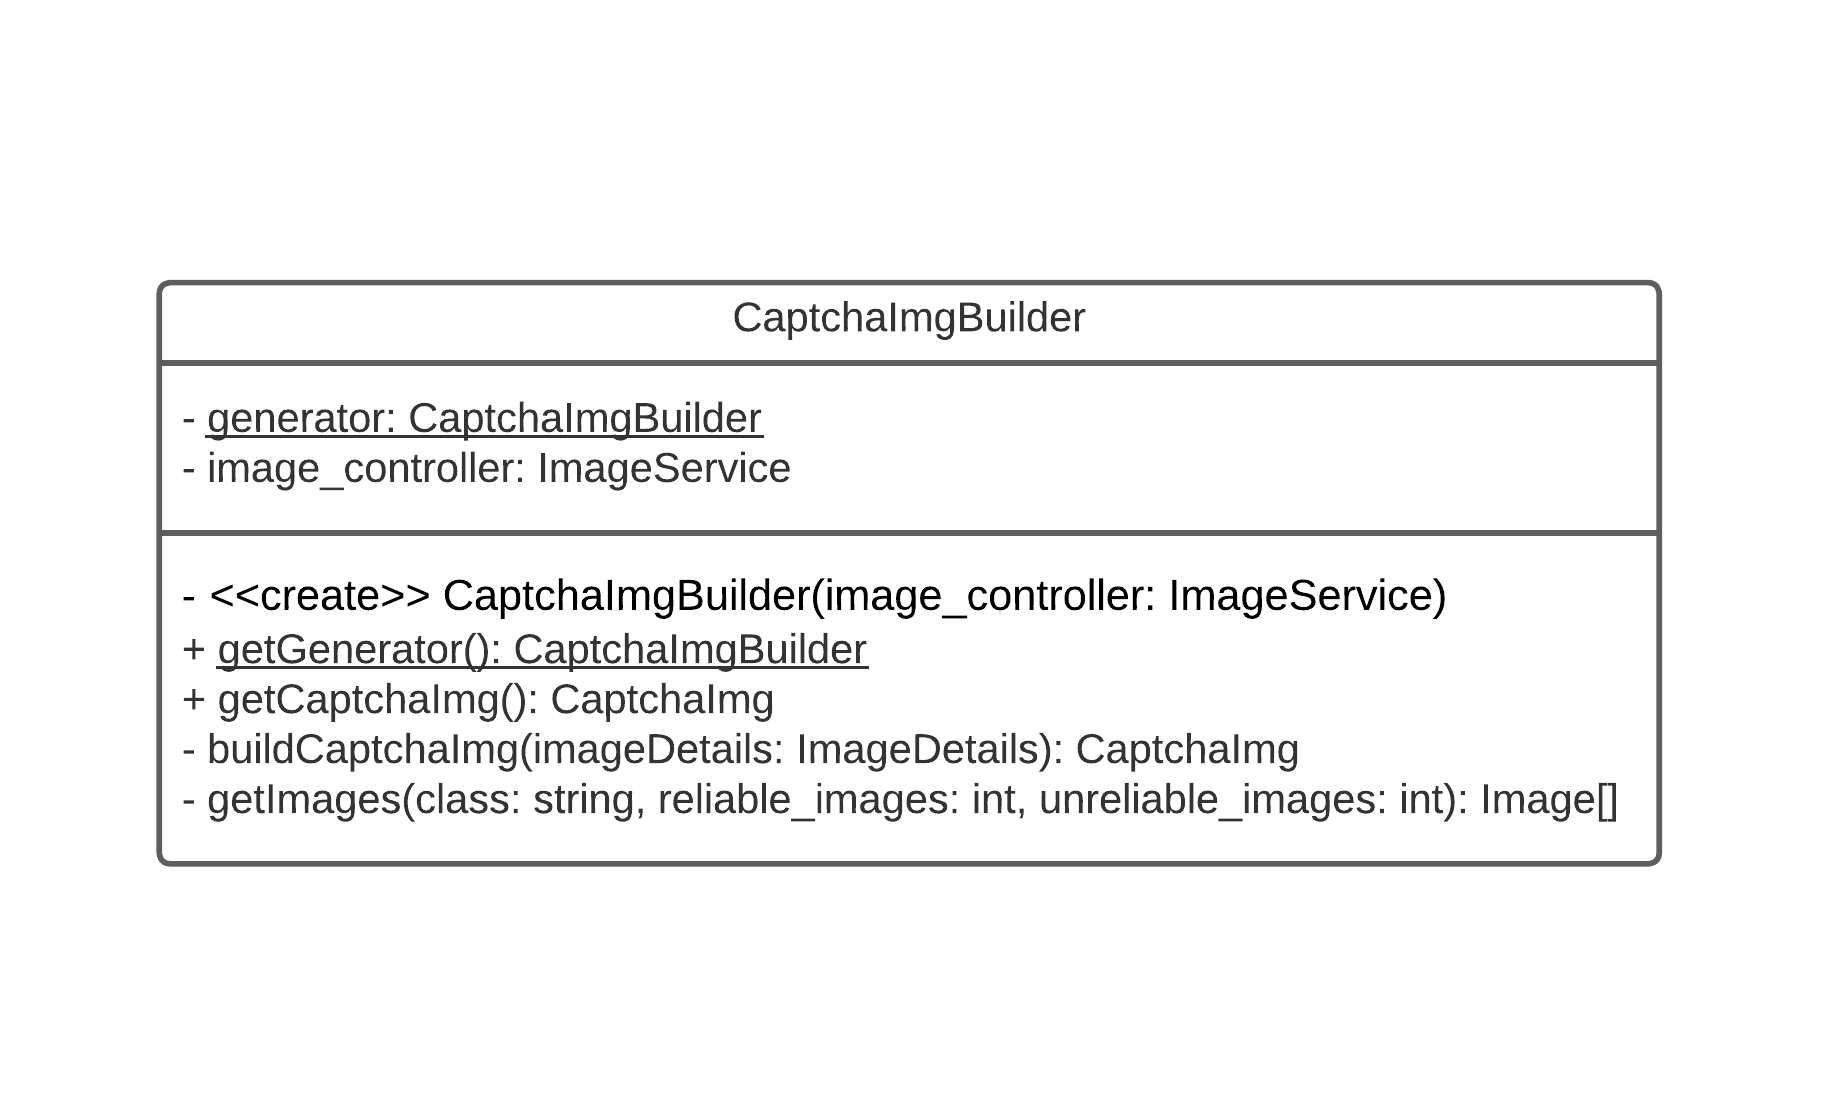 CaptchaImgBuilder
- generator: CaptchaImgBuilder
- image_controller: ImageService
- <<create>> CaptchaImgBuilder(image_controller: ImageService)
+ getGenerator(): CaptchaImgBuilder
+ getCaptchaImg(): CaptchaImg
- buildCaptchaImg(imageDetails: ImageDetails): CaptchaImg
- getImages(class: string, reliable_images: int, unreliable_images: int): Image[]